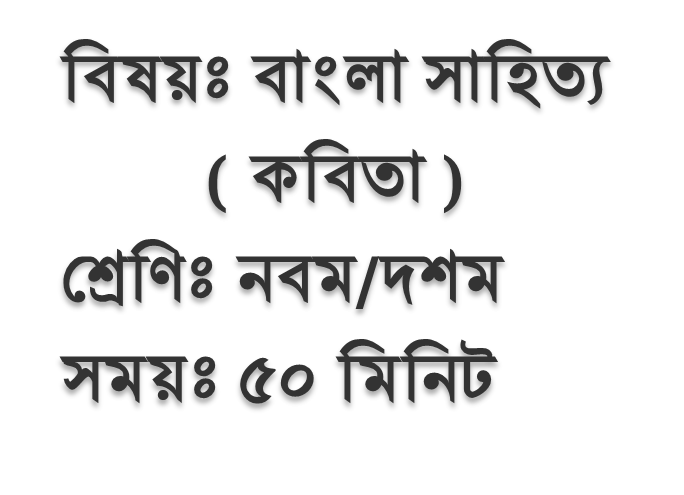 বিষয়ঃ বাংলা সাহিত্য
( কবিতা )
শ্রেণিঃ নবম/দশম
সময়ঃ ৫০ মিনিট